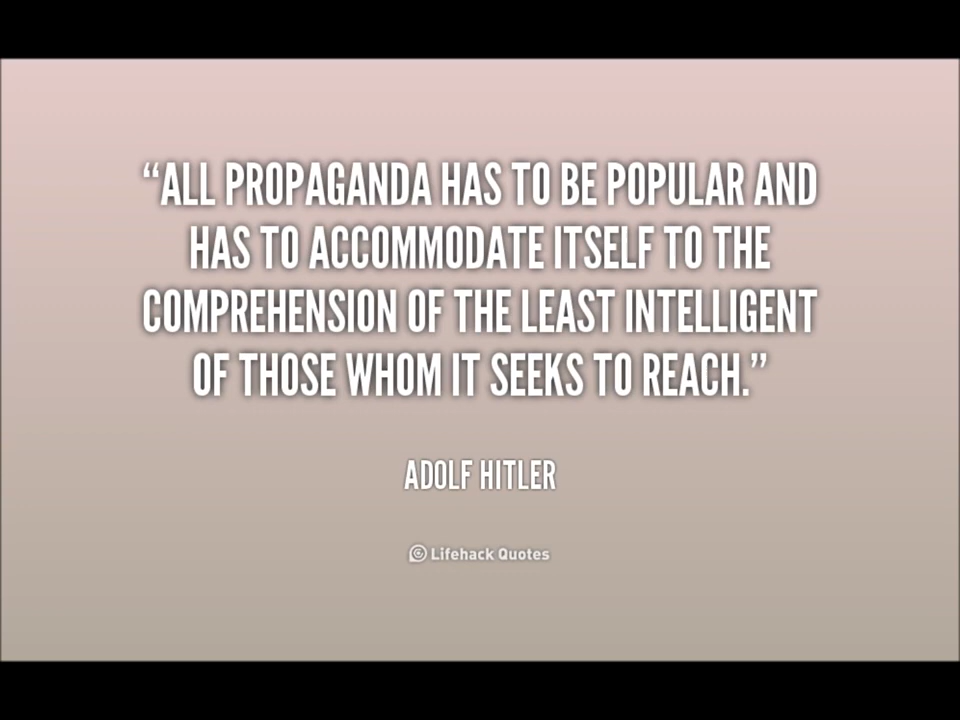 “ALL PROPAGANDA HAS TO BE POPULAR AND
HAS TO ACCOMMODATE ITSELF TO THE
COMPREHENSION OF THE LEAST INTELLIGENT
OF THOSE WHOM IT SEEKS TO REACH.”
ADOLF HITLER
Lifehack Quotes